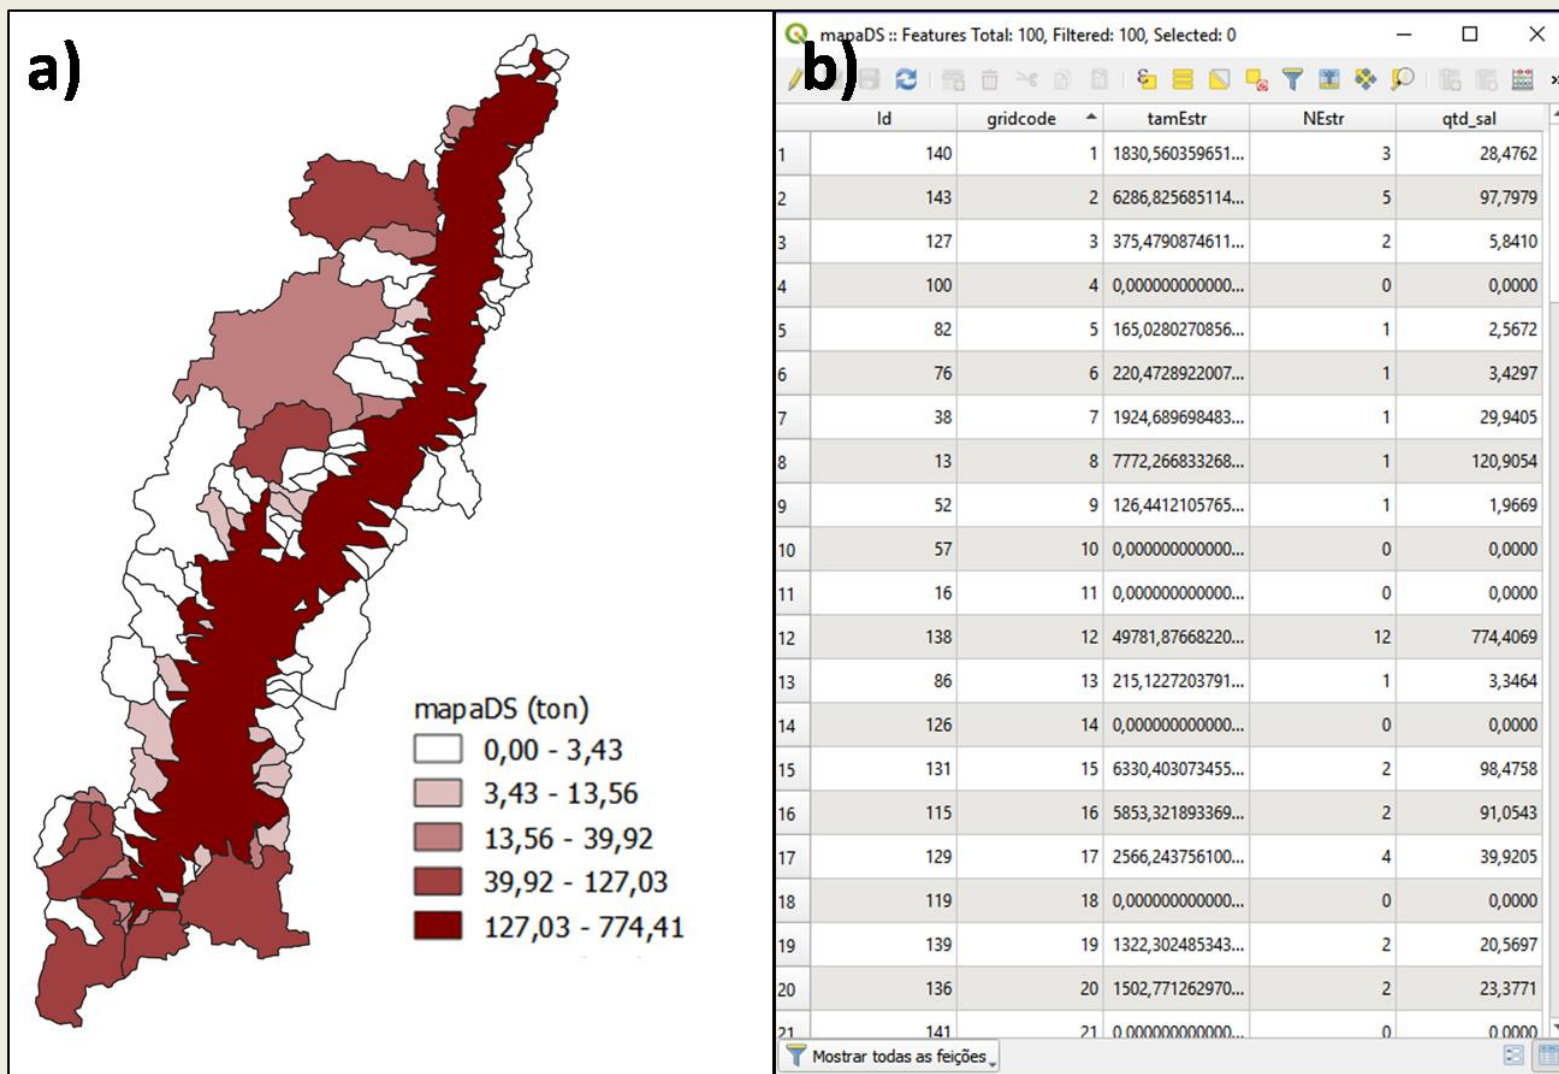 a)
mapaDS (ton)
0,00 - 3,43
3,43 - 13,56
13,56 - 39,92
39,92 - 127,03
127,03 - 774,41
b)
mapaDS :: Features Total: 100, Filtered: 100, Selected: 0
Id gridcode tamEstr NEstr qtd_sal
1 140 1 1830,560359651... 3 28,4762
2 143 2 6286,825685114... 5 97,7979
3 127 3 375,4790874611... 2 5,8410
4 100 4 0,000000000000... 0 0,0000
5 82 5 165,0280270856... 1 2,5672
6 76 6 220,4728922007... 1 3,4297
7 38 7 1924,689698483... 1 29,9405
8 13 8 7772,266833268... 1 120,9054
9 52 9 126,4412105765... 1 1,9669
10 57 10 0,000000000000... 0 0,0000
11 16 11 0,000000000000... 0 0,0000
12 138 12 49781,87668220... 12 774,4069
13 86 13 215,1227203791... 1 3,3464
14 126 14 0,000000000000... 0 0,0000
15 131 15 6330,403073455... 2 98,4758
16 115 16 5853,321893369... 2 91,0543
17 129 17 2566,243756100... 4 39,9205
18 119 18 0,000000000000... 0 0,0000
19 139 19 1322,302485343... 2 20,5697
20 136 20 1502,771262970... 2 23,3771
21 141 21 0,000000000000... 0 0,0000
Mostrar todas as feições